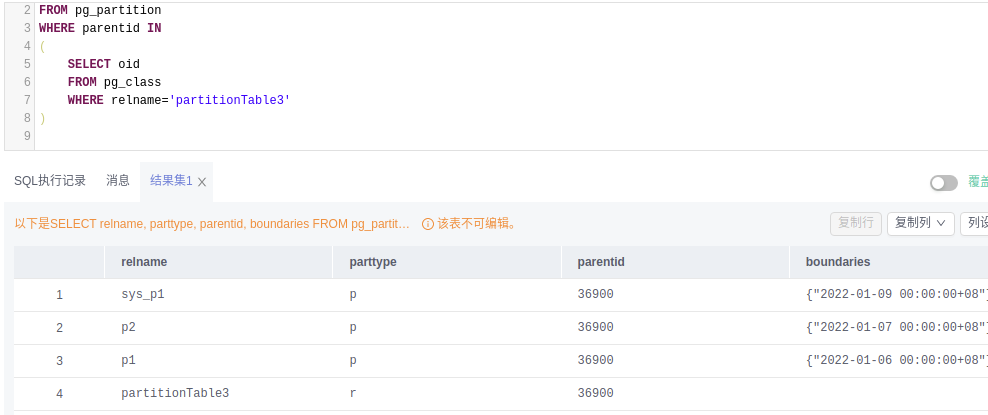 2 FROM pg_partition
3 WHERE parentid IN
4 (
5 SELECT oid
6 FROM pg_class
7 WHERE relname='partitionTable3'
8 )
9
SQL执行记录 消息 结果集1 覆盖
以下是SELECT relname, parttype, parentid, boundaries FROM pg_partit… 该表不可编辑。 复制行 复制列 列设
relname parttype parentid boundaries
1 sys_p1 p 36900 {"2022-01-09 00:00:00+08"}
2 p2 p 36900 {"2022-01-07 00:00:00+08"}
3 p1 p 36900 {"2022-01-06 00:00:00+08"}
4 partitionTable3 r 36900